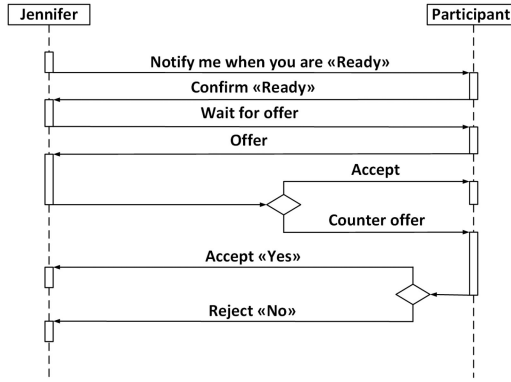 Jennifer
Participant
Notify me when you are «Ready»
Confirm «Ready»
Wait for offer
Offer
Accept
Counter offer
Accept «Yes»
Reject «No»